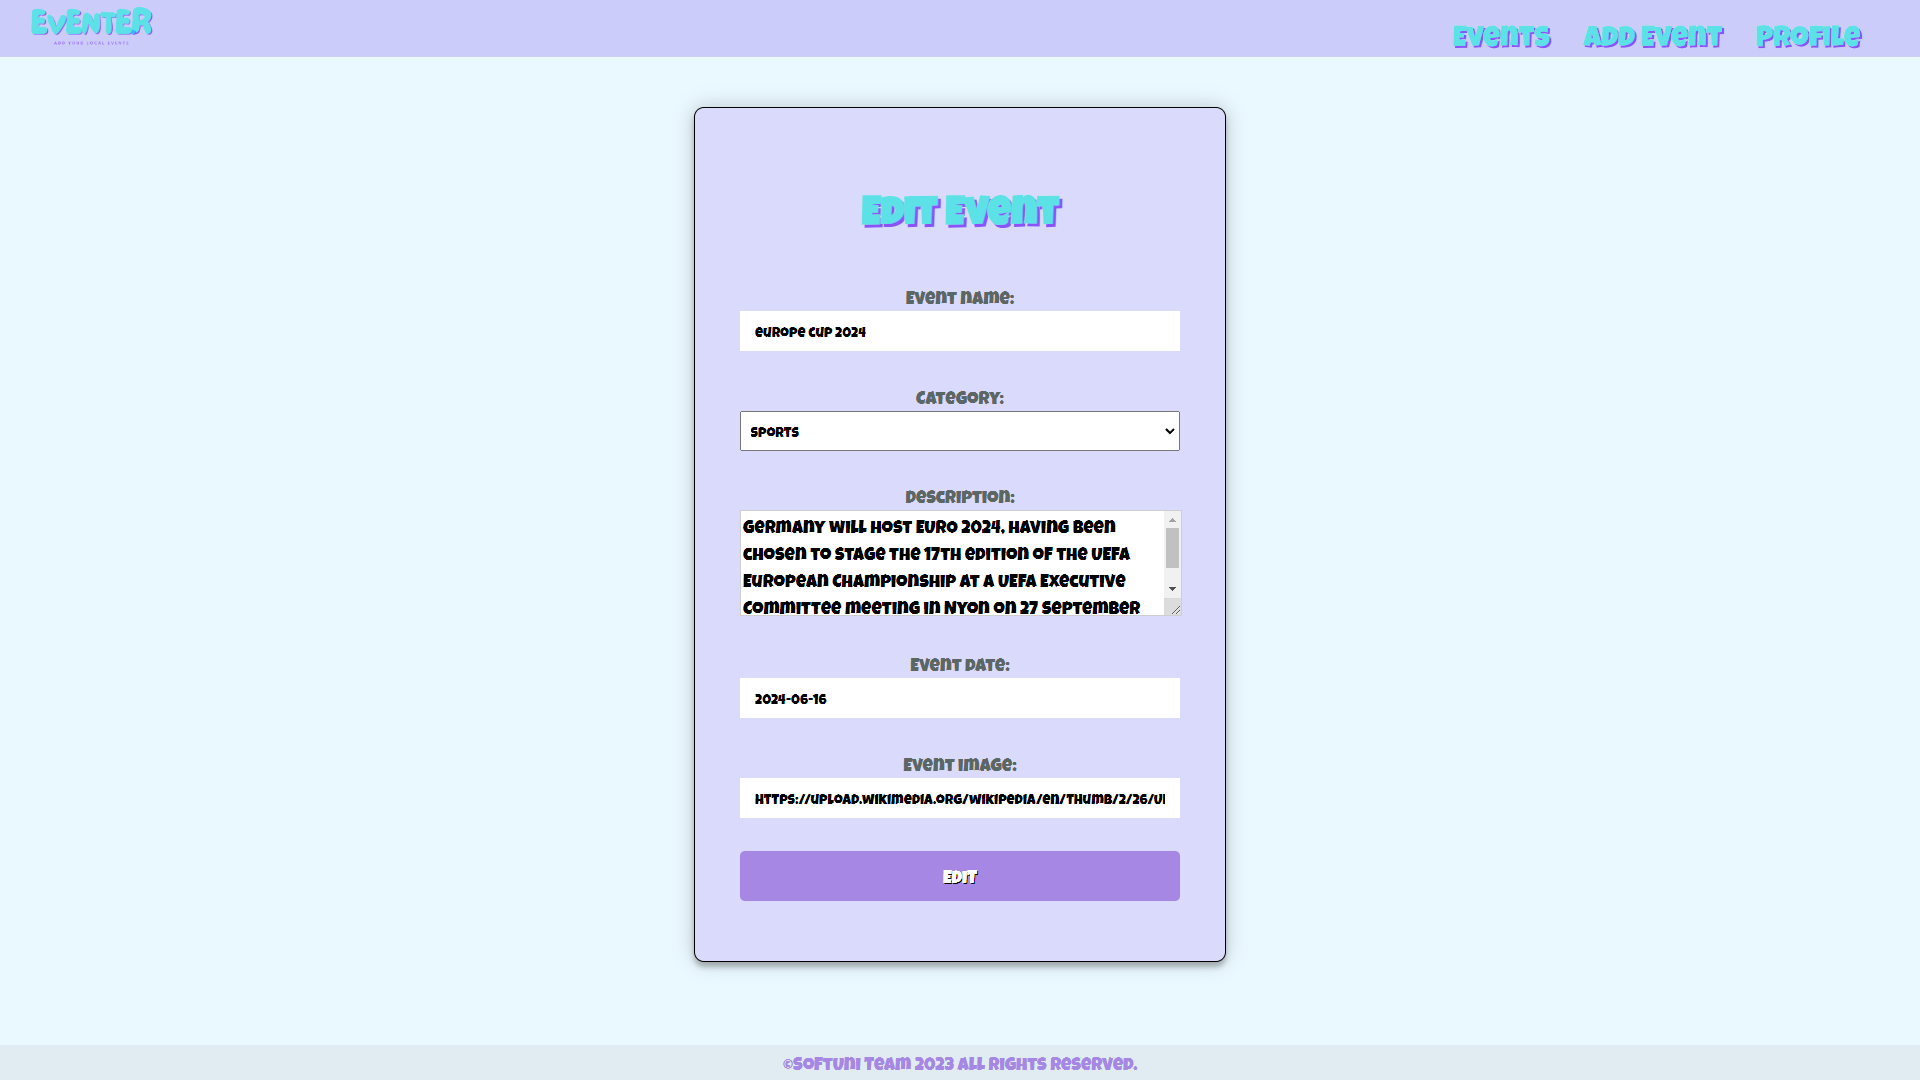 EVENTER
ADD YOUR LOCAL EVENTS
Events
Add Event
Profile
Edit Event
Event name:
Europe Cup 2024
Category:
Sports
Description:
Germany will host EURO 2024, having been
chosen to stage the 17th edition of the UEFA
European Championship at a UEFA Executive
Committee meeting in Nyon on 27 September
Event date:
2024-06-16
Event Image:
https://upload.wikimedia.org/wikipedia/en/thumb/2/26/U
Edit
©SoftUni Team 2023 All rights reserved.